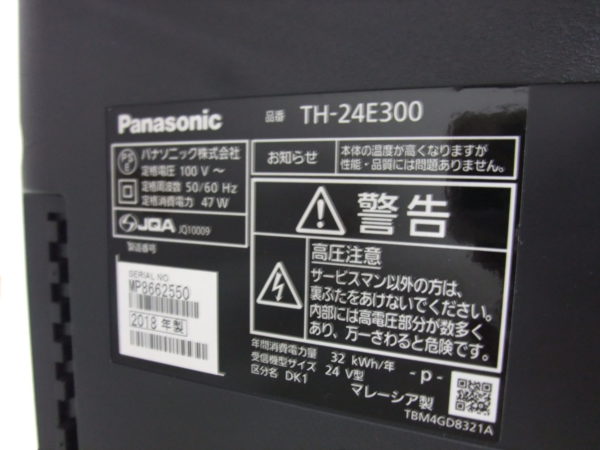 Panasonic
品番 TH-24E300
パナソニック株式会社
定格電圧 100 V ～
定格周波数 50/60 Hz
定格消費電力 47 W
JQA JQ10009
製造番号
SERIAL NO.
MP8662550
2018 年製
お知らせ
本体の温度が高くなりますが
性能・品質には問題ありません。
警告
高圧注意
サービスマン以外の方は、
裏ぶたをあけないでください。
内部には高電圧部分が数多く
あり、万一さわると危険です。
年間消費電力量 32 kWh/年
受信機型サイズ 24 V型
区分名 DK1
- p -
マレーシア製
TBM4GD8321A